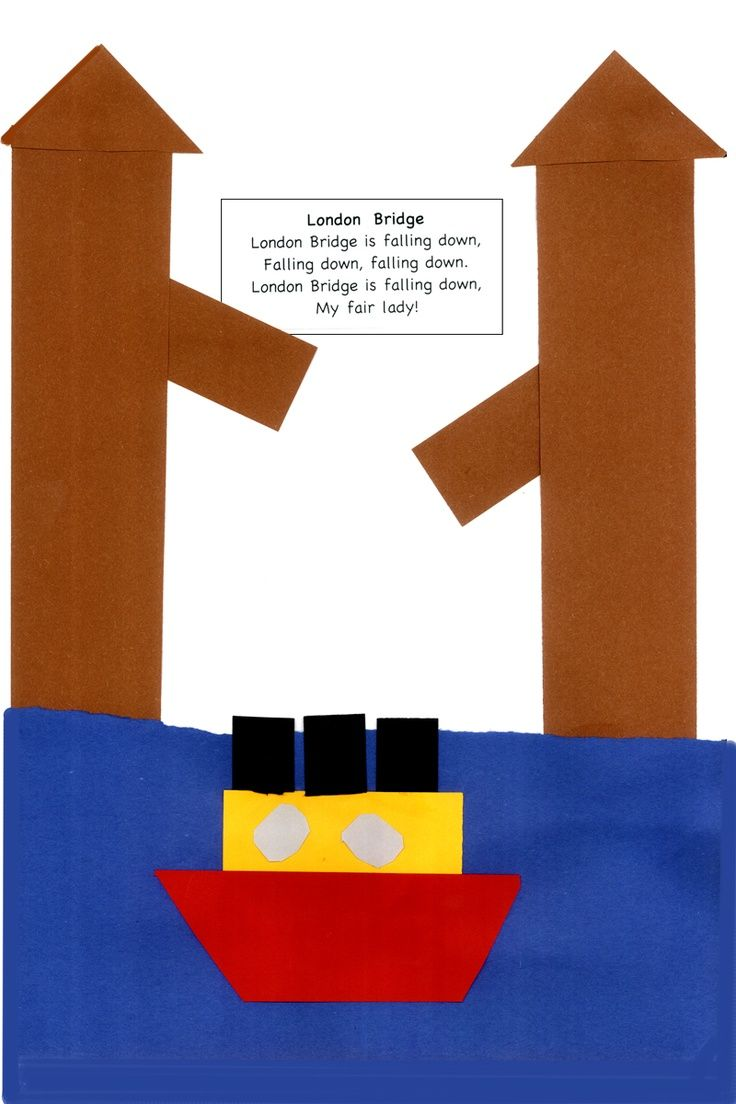 London Bridge
London Bridge is falling down,
Falling down, falling down.
London Bridge is falling down,
My fair lady!